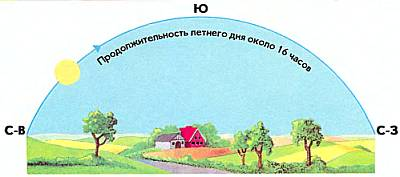 Ю
Продолжительность летнего дня около 16 часов
С-В
С-З